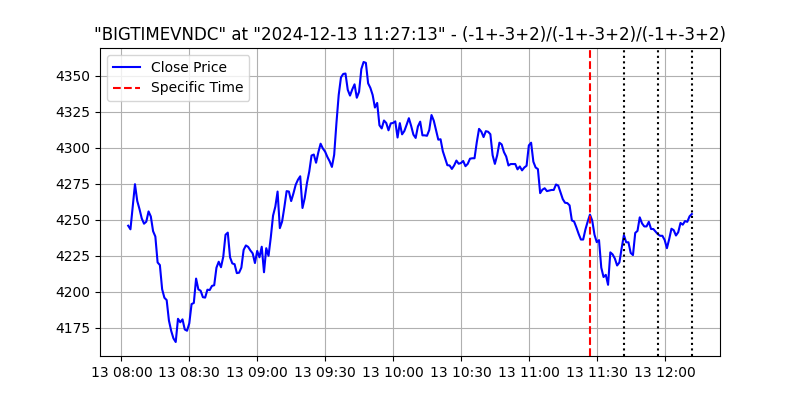 "BIGTIMEVNDC" at "2024-12-13 11:27:13" - (-1+-3+2)/(-1+-3+2)/(-1+-3+2)
Close Price
Specific Time
4350
4325
4300
4275
4250
4225
4200
4175
13 08:00 13 08:30 13 09:00 13 09:30 13 10:00 13 10:30 13 11:00 13 11:30 13 12:00